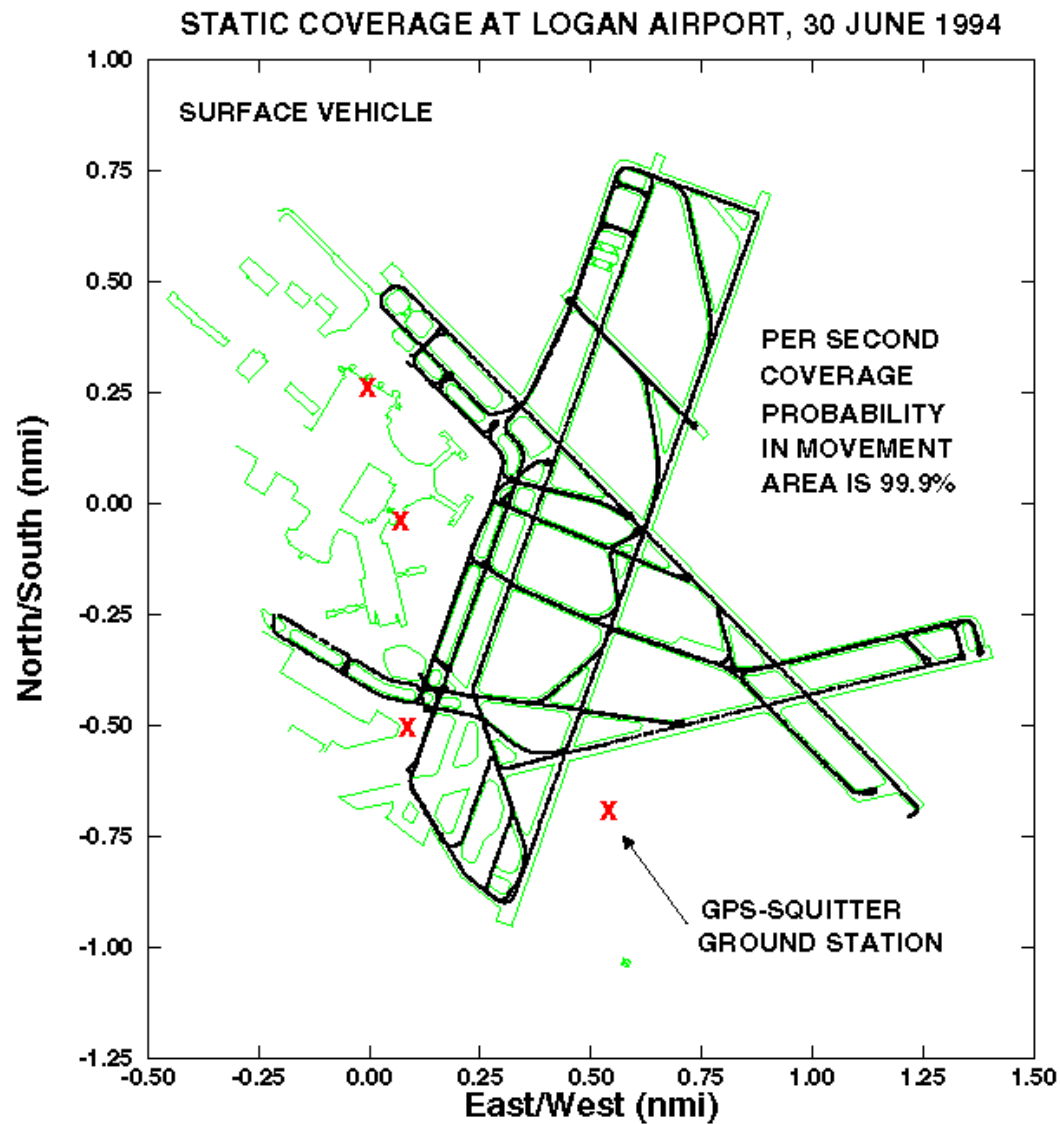 STATIC COVERAGE AT LOGAN AIRPORT, 30 JUNE 1994
1.00
SURFACE VEHICLE
0.75
0.50
PER SECOND
COVERAGE
PROBABILITY
IN MOVEMENT
AREA IS 99.9%
0.25
X
North/South (nmi)
0.00
X
-0.25
-0.50
X
X
-0.75
GPS-SQUITTER
GROUND STATION
-1.00
-1.25
-0.50 -0.25 0.00 0.25 0.50 0.75 1.00 1.25 1.50
East/West (nmi)